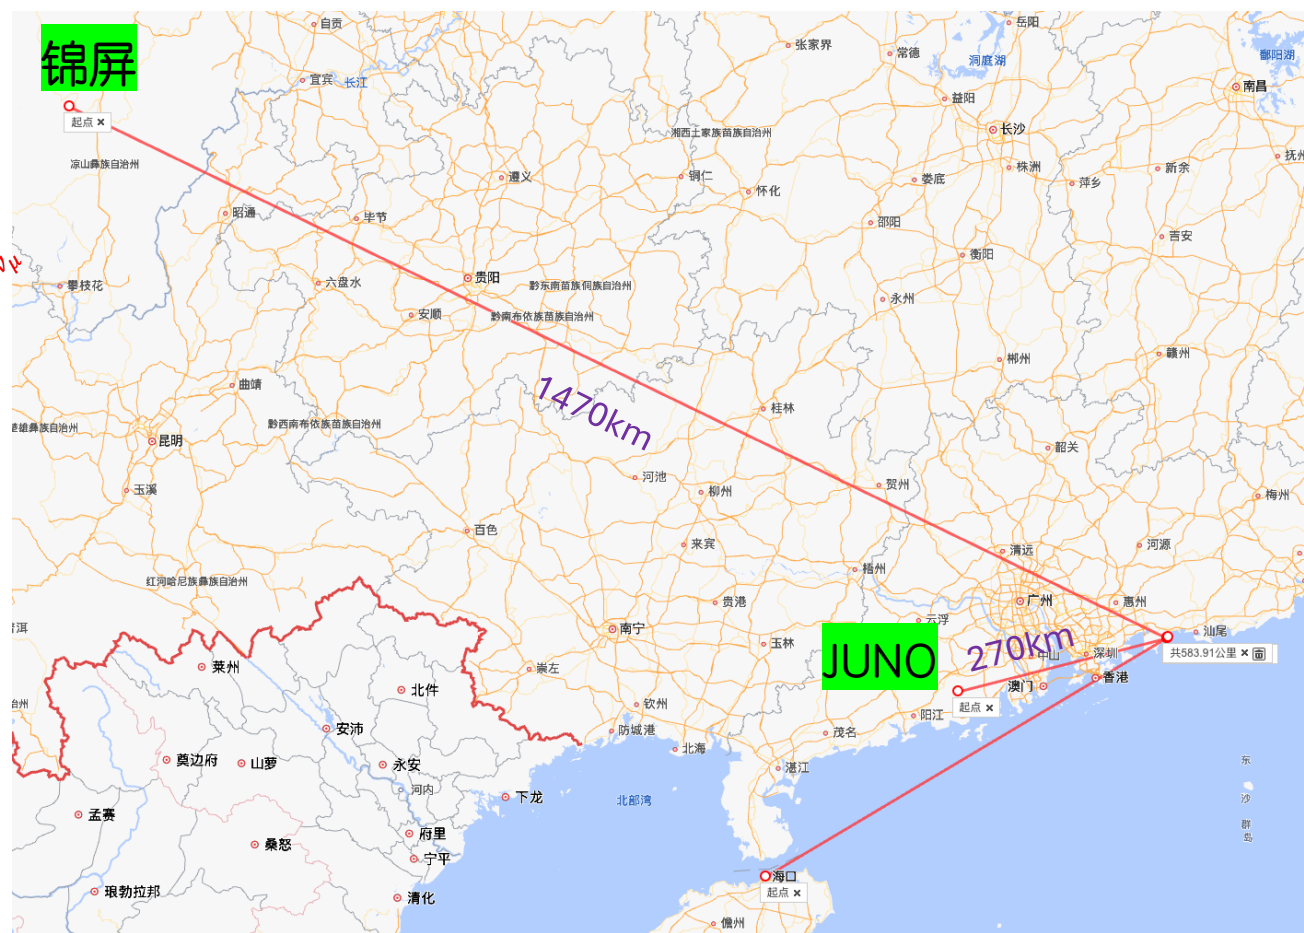 锦屏
自贡
岳阳
张家界
常德
洞庭湖
鄱阳湖
宜宾
长江
南昌
益阳
起点
长沙
湘西土家族苗族自治州
凉山彝族自治州
抚州
株洲
新余
遵义
铜仁
娄底
萍乡
怀化
昭通
毕节
邵阳
吉安
衡阳
μ
攀枝花
六盘水
贵阳
黔东南苗族侗族自治州
永州
安顺
黔南布依族苗族自治州
赣州
郴州
曲靖
1470km
桂林
楚雄彝族自治州
黔西南布依族苗族自治州
昆明
韶关
河池
贺州
玉溪
柳州
梅州
百色
来宾
清远
河源
梧州
红河哈尼族彝族自治州
贵港
广州
惠州
云浮
普洱
南宁
汕尾
JUNO
270km
玉林
中山
深圳
共583.91公里
莱州
崇左
香港
澳门
北件
起点
治州
钦州
阳江
安沛
防城港
茂名
北海
奠边府
山萝
永安
湛江
东
沙
群
岛
河内
下龙
北部湾
孟赛
府里
桑怒
宁平
海口
起点
琅勃拉邦
清化
儋州